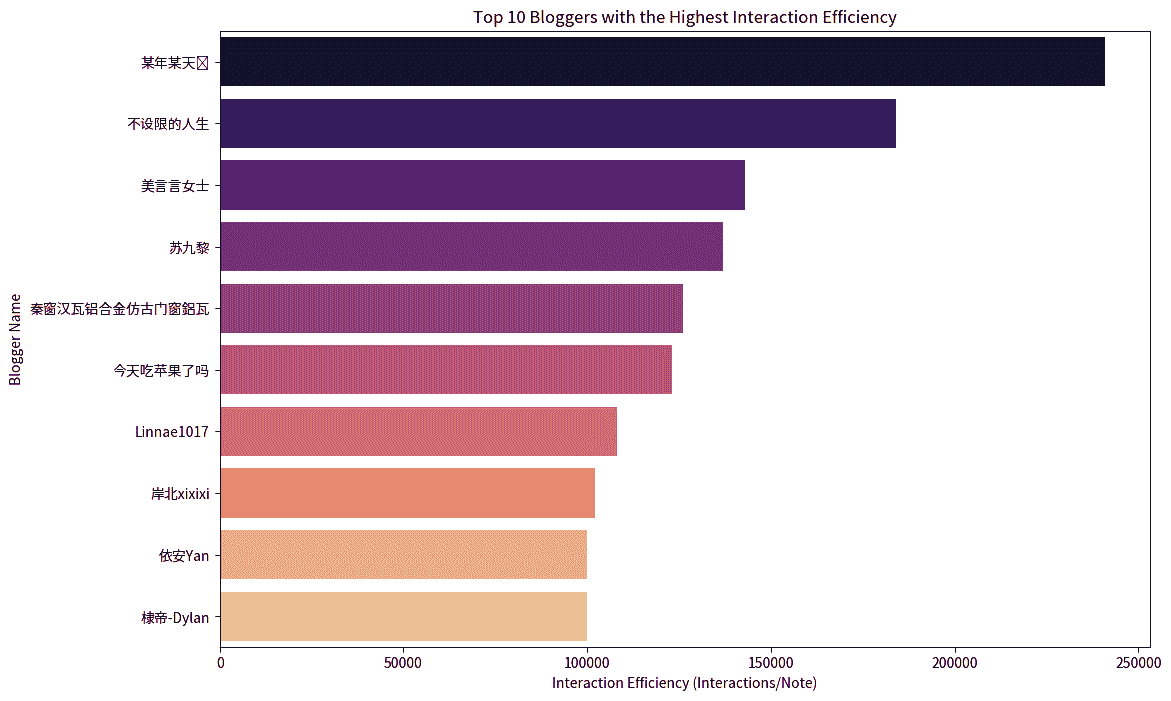 Top 10 Bloggers with the Highest Interaction Efficiency
Blogger Name
某年某天
不设限的人生
美言言女士
苏九黎
秦窗汉瓦铝合金仿古门窗鋁瓦
今天吃苹果了吗
Linnae1017
岸北xixixi
依安Yan
棣帝-Dylan
0 50000 100000 150000 200000 250000
Interaction Efficiency (Interactions/Note)